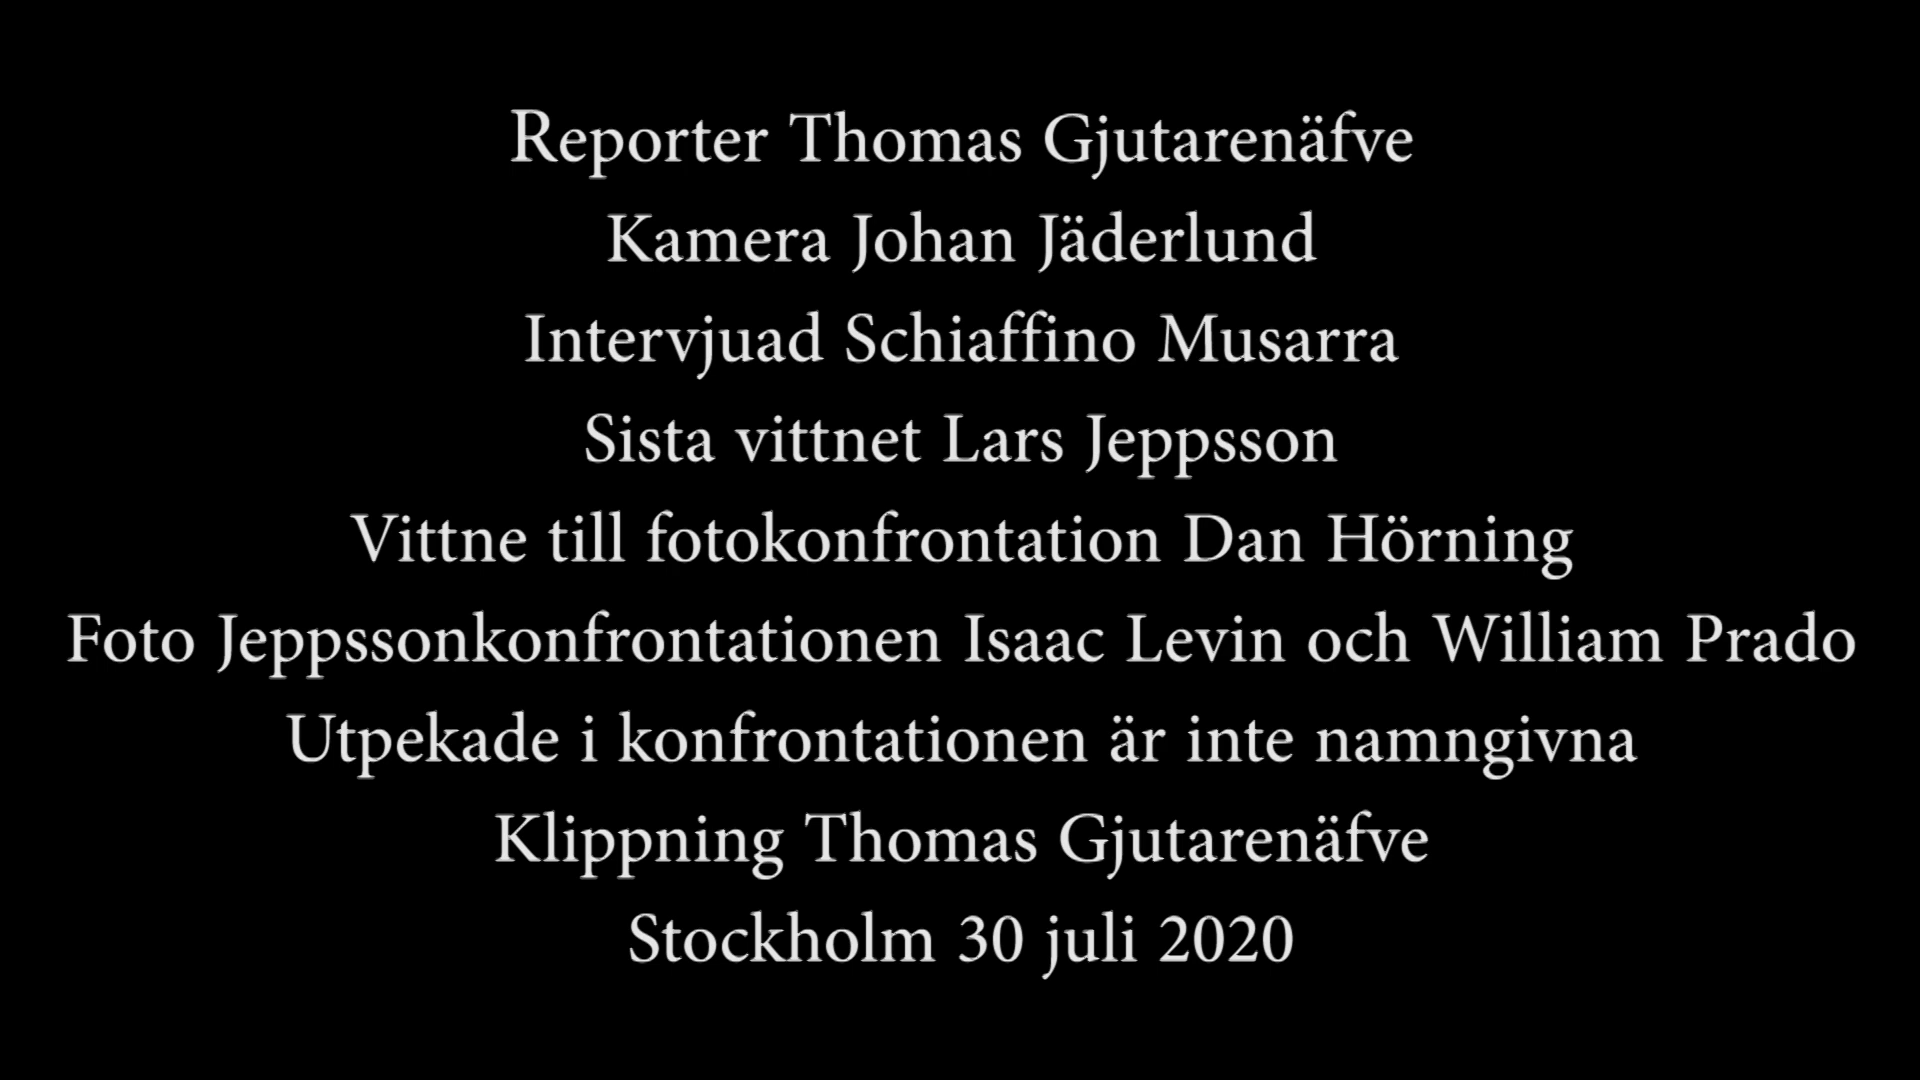 Reporter Thomas Gjutarenäfve
Kamera Johan Jäderlund
Intervjuad Schiaffino Musarra
Sista vittnet Lars Jeppsson
Vittne till fotokonfrontation Dan Hörning
Foto Jeppssonkonfrontationen Isaac Levin och William Prado
Utpekade i konfrontationen är inte namngivna
Klippning Thomas Gjutarenäfve
Stockholm 30 juli 2020